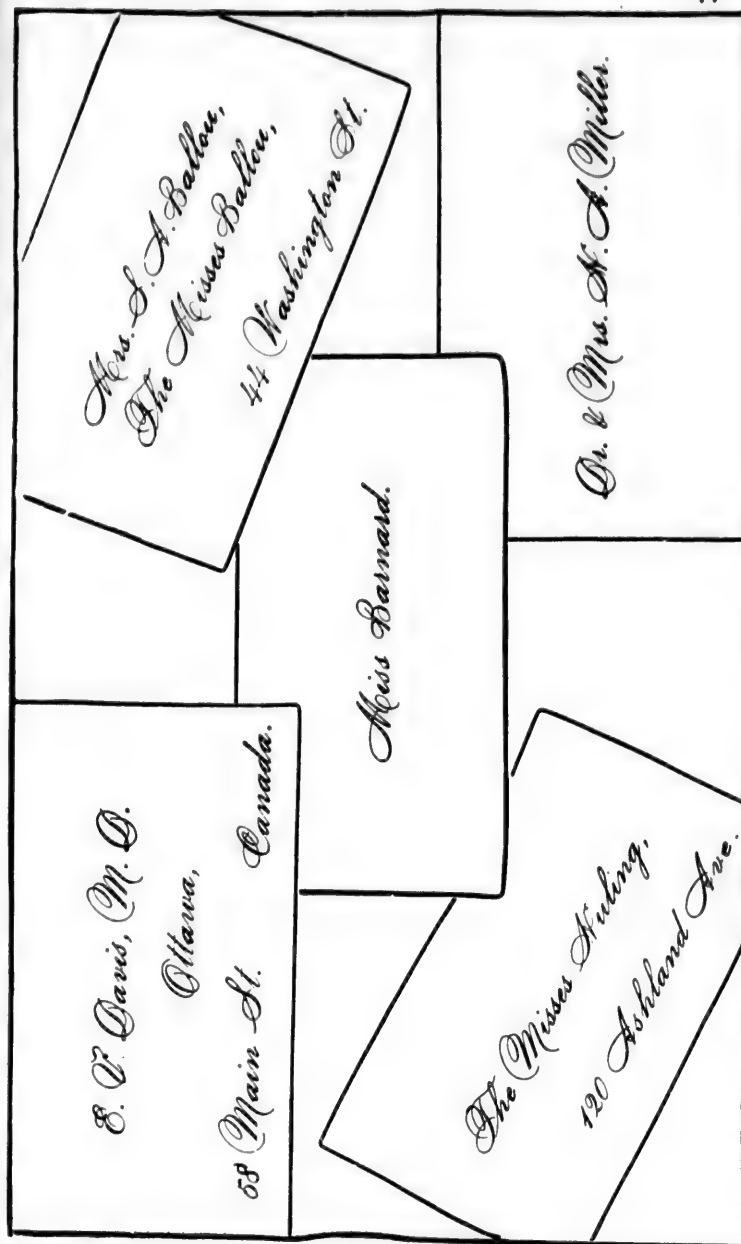 E. V. Davis, M. D.
Ottawa,
58 Main St. Canada.
Mrs. S. A. Ballou,
The Misses Ballou,
44 Washington St.
Miss Barnard.
The Misses Huling,
120 Ashland Ave.
Dr. & Mrs. H. A. Miller.